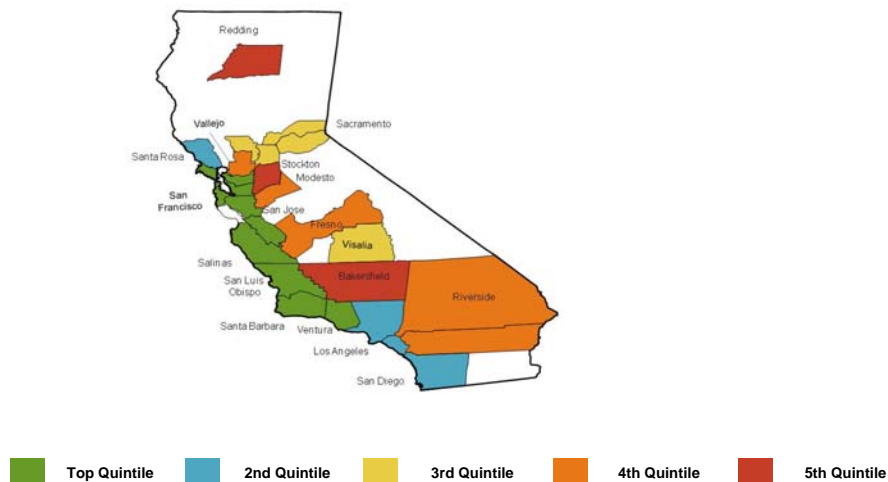 Redding
Vallejo
Sacramento
Santa Rosa
Stockton
Modesto
San
Francisco
San Jose
Fresno
Visalia
Salinas
San Luis
Obispo
Bakersfield
Riverside
Santa Barbara
Ventura
Los Angeles
San Diego
Top Quintile
2nd Quintile
3rd Quintile
4th Quintile
5th Quintile